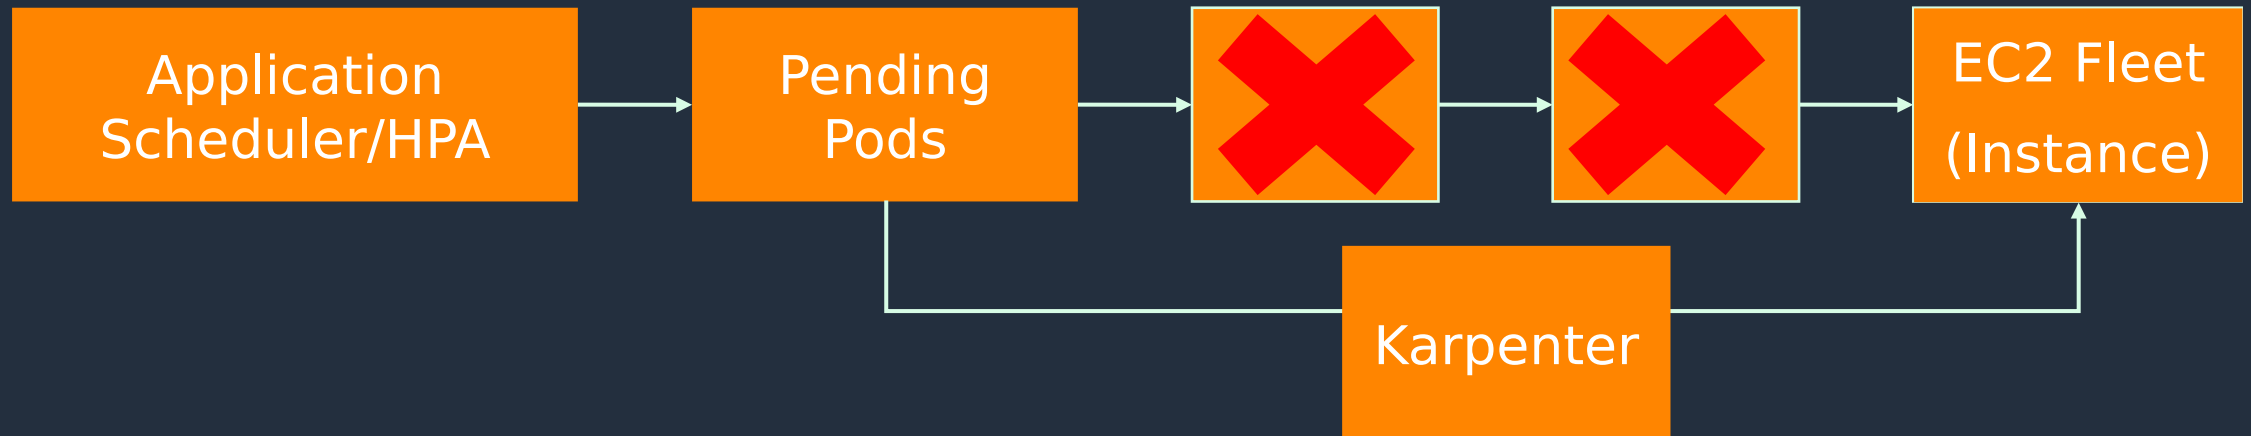 Application
Scheduler/HPA
Pending
Pods
EC2 Fleet
(Instance)
Karpenter